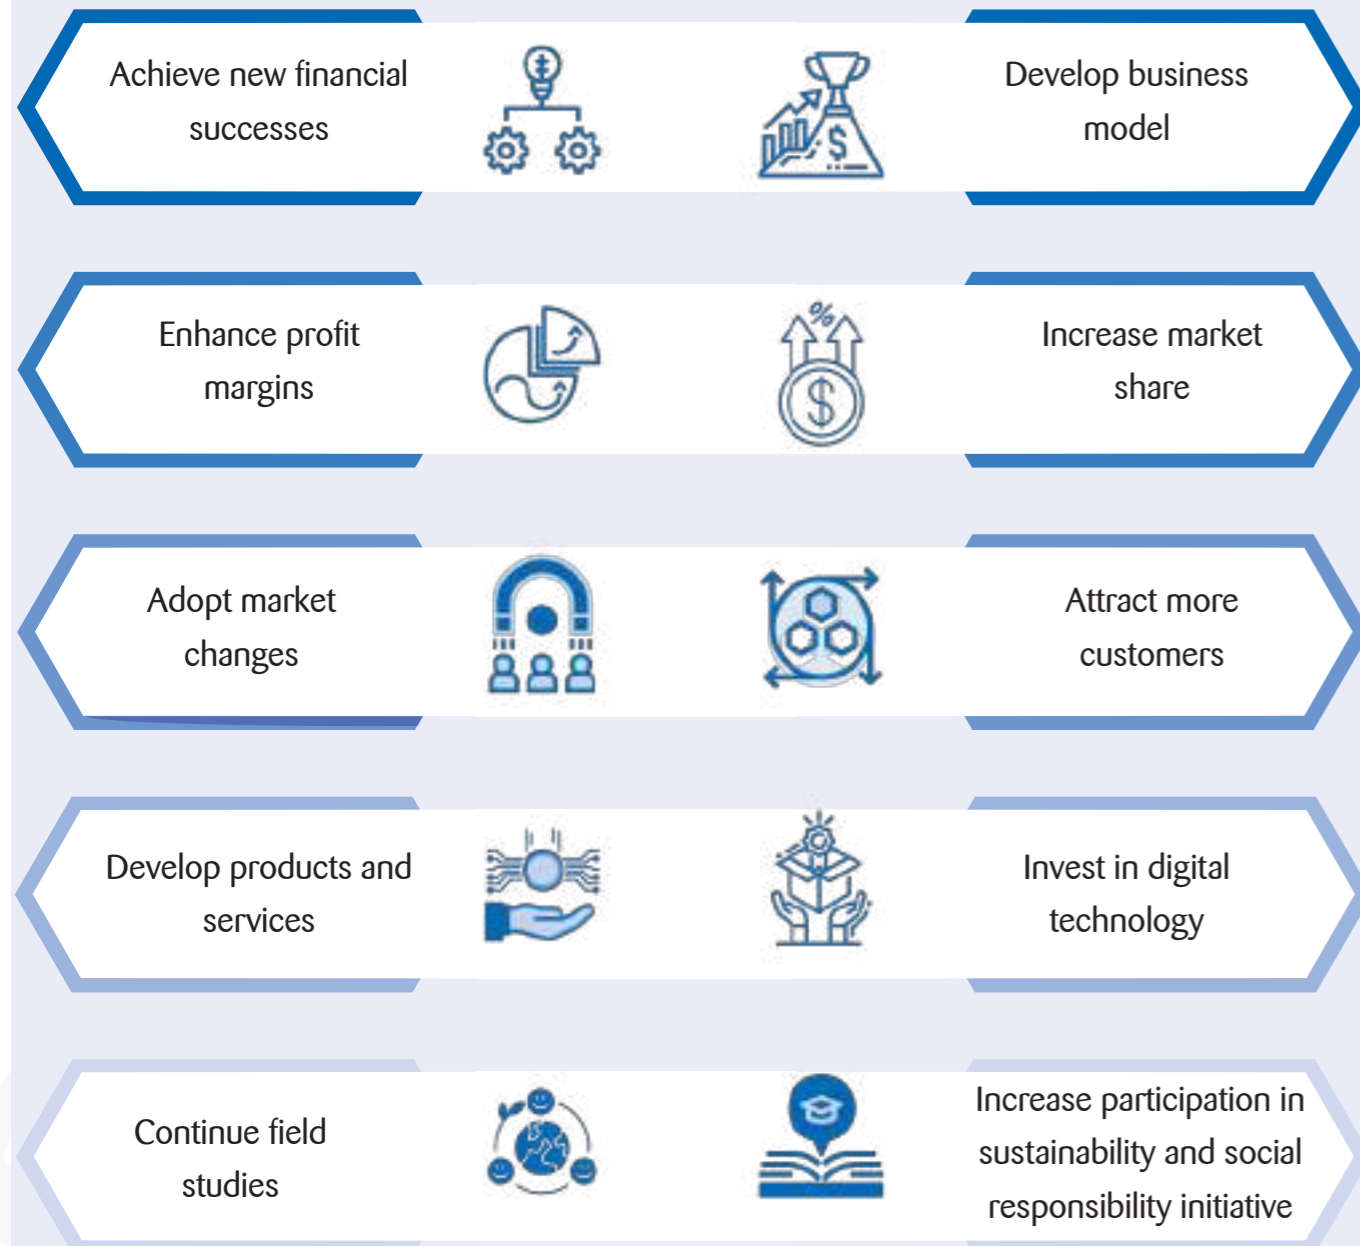 Achieve new financial
successes
Develop business
model
Enhance profit
margins
Increase market
share
Adopt market
changes
Attract more
customers
Develop products and
services
Invest in digital
technology
Continue field
studies
Increase participation in
sustainability and social
responsibility initiative